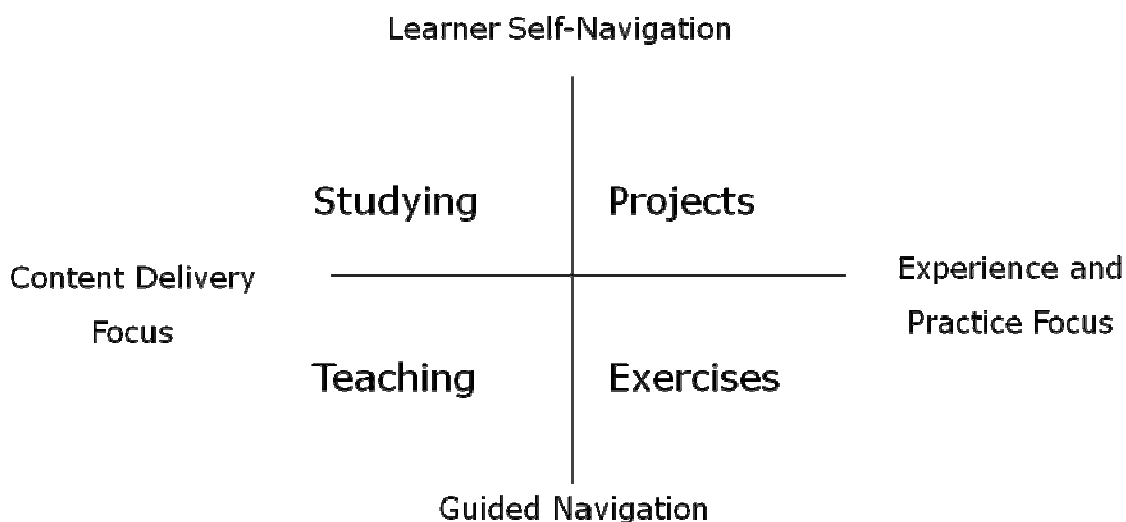 Learner Self-Navigation
Studying
Projects
Content Delivery
Focus
Experience and
Practice Focus
Teaching
Exercises
Guided Navigation